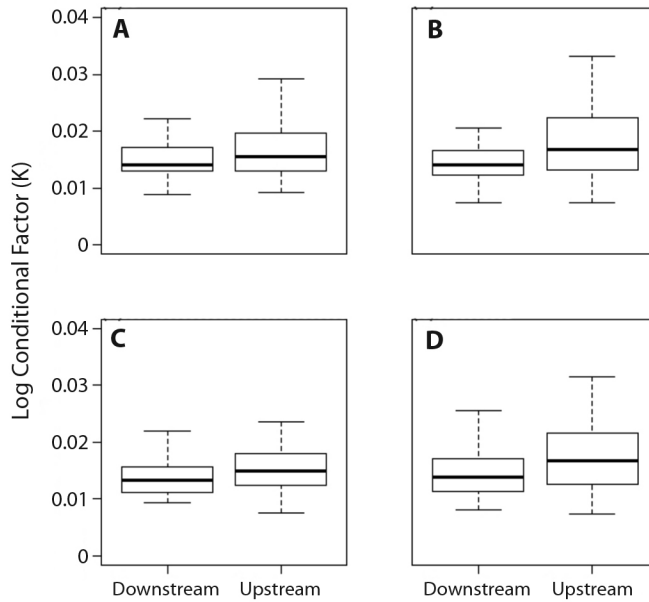 A
B
0.04
0.03
0.02
0.01
0
Log Conditional Factor (K)
C
D
0.04
0.03
0.02
0.01
0
Downstream Upstream Downstream Upstream